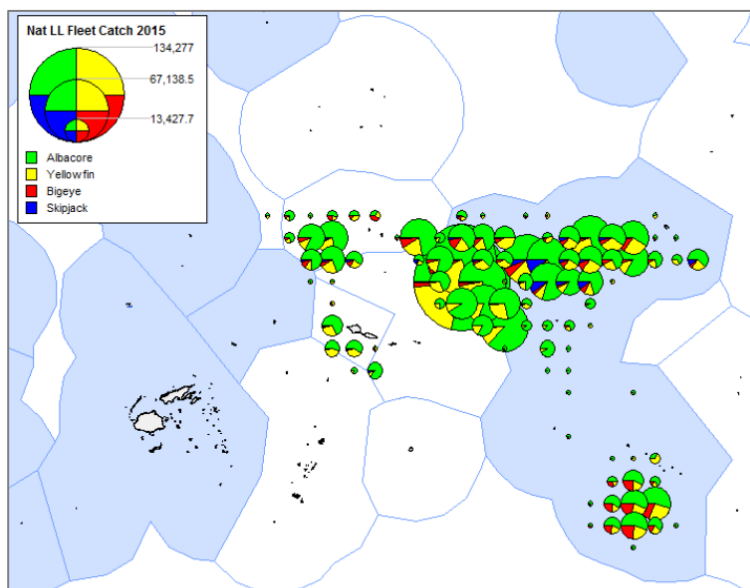 Nat LL Fleet Catch 2015
134,277
67,138.5
13,427.7
Albacore
Yellowfin
Bigeye
Skipjack